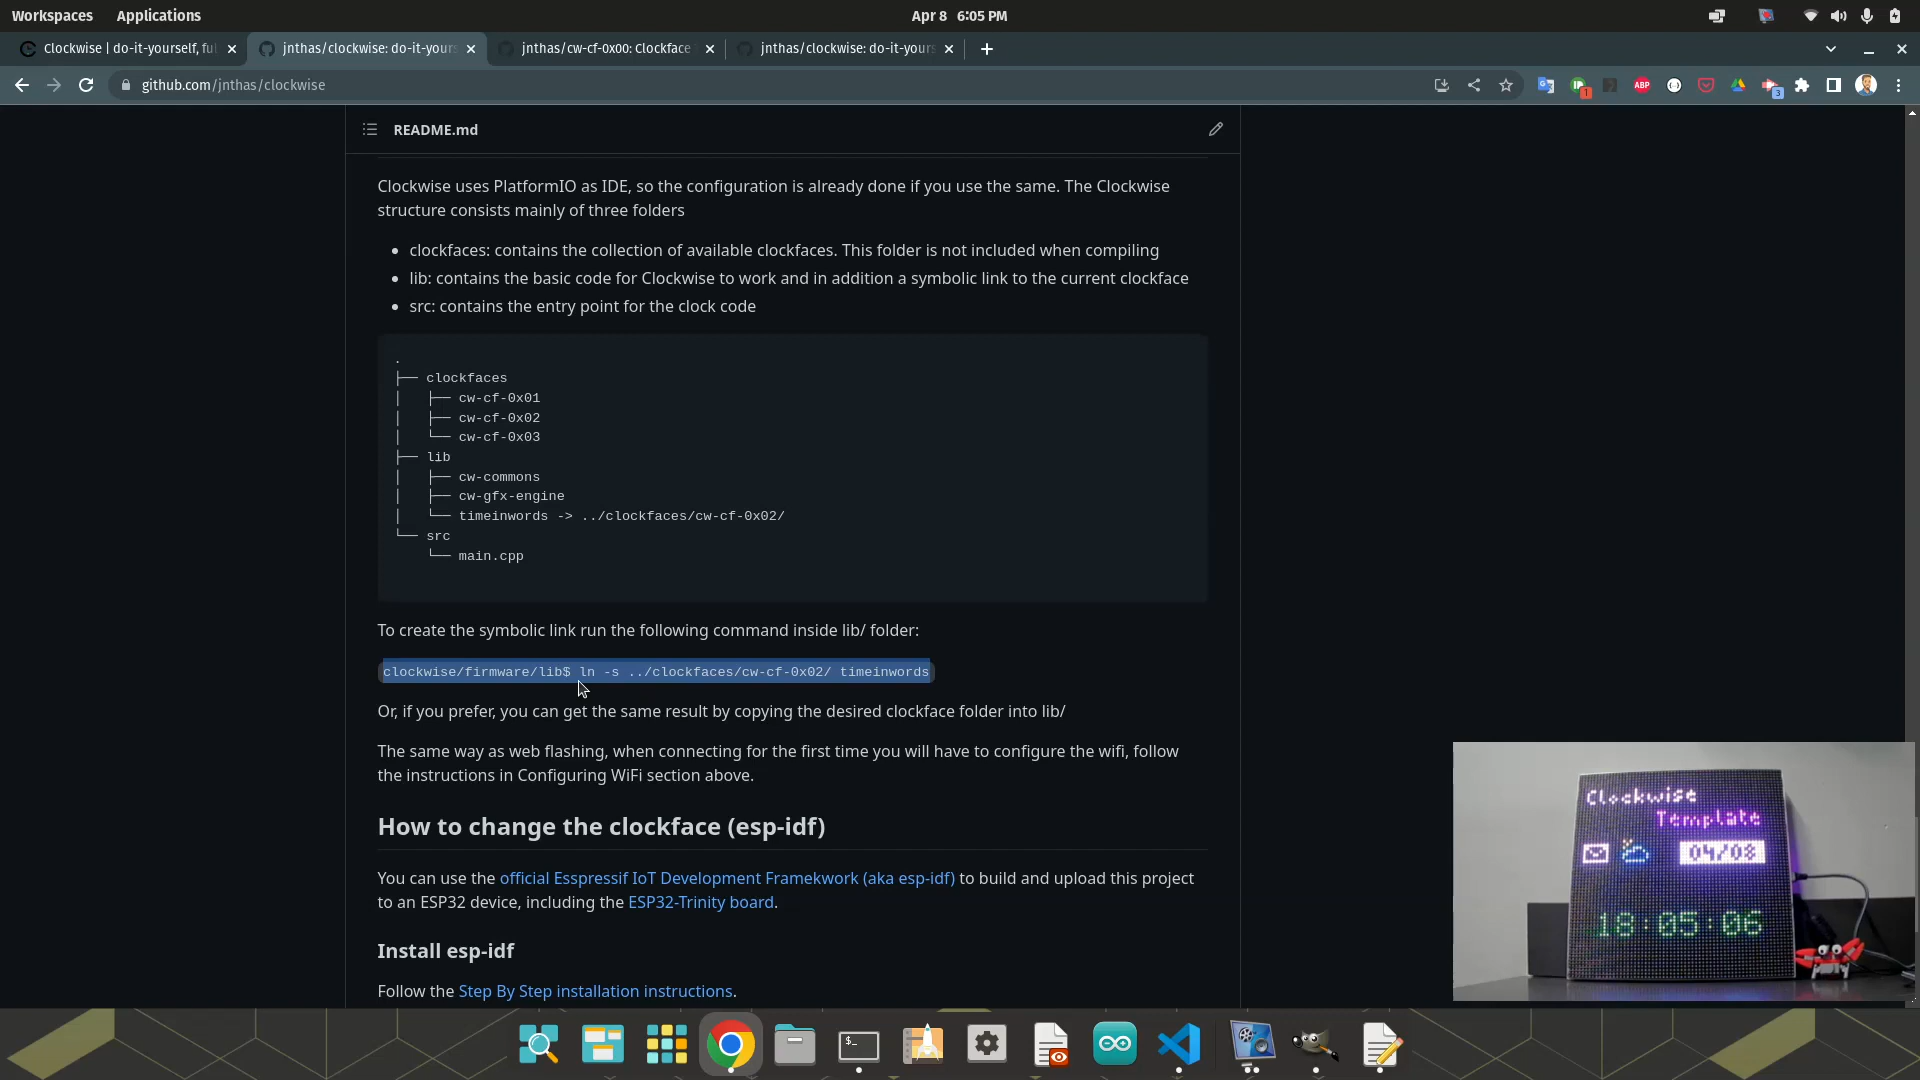 Workspaces Applications Apr 8 6:05 PM
Clockwise | do-it-yourself, ful jnthas/clockwise: do-it-yours jnthas/cw-cf-0x00: Clockface jnthas/clockwise: do-it-yours
github.com/jnthas/clockwise
ABP
1
3
README.md
Clockwise uses PlatformIO as IDE, so the configuration is already done if you use the same. The Clockwise
structure consists mainly of three folders
• clockfaces: contains the collection of available clockfaces. This folder is not included when compiling
• lib: contains the basic code for Clockwise to work and in addition a symbolic link to the current clockface
• src: contains the entry point for the clock code
.
├── clockfaces
│   ├── cw-cf-0x01
│   ├── cw-cf-0x02
│   └── cw-cf-0x03
├── lib
│   ├── cw-commons
│   ├── cw-gfx-engine
│   └── timeinwords -> ../clockfaces/cw-cf-0x02/
└── src
    └── main.cpp
To create the symbolic link run the following command inside lib/ folder:
clockwise/firmware/lib$ ln -s ../clockfaces/cw-cf-0x02/ timeinwords
Or, if you prefer, you can get the same result by copying the desired clockface folder into lib/
The same way as web flashing, when connecting for the first time you will have to configure the wifi, follow
the instructions in Configuring WiFi section above.
How to change the clockface (esp-idf)
You can use the official Esspressif IoT Development Framekwork (aka esp-idf) to build and upload this project
to an ESP32 device, including the ESP32-Trinity board.
Install esp-idf
Follow the Step By Step installation instructions.
Clockwise
Template
04/08
18:05:06
$_